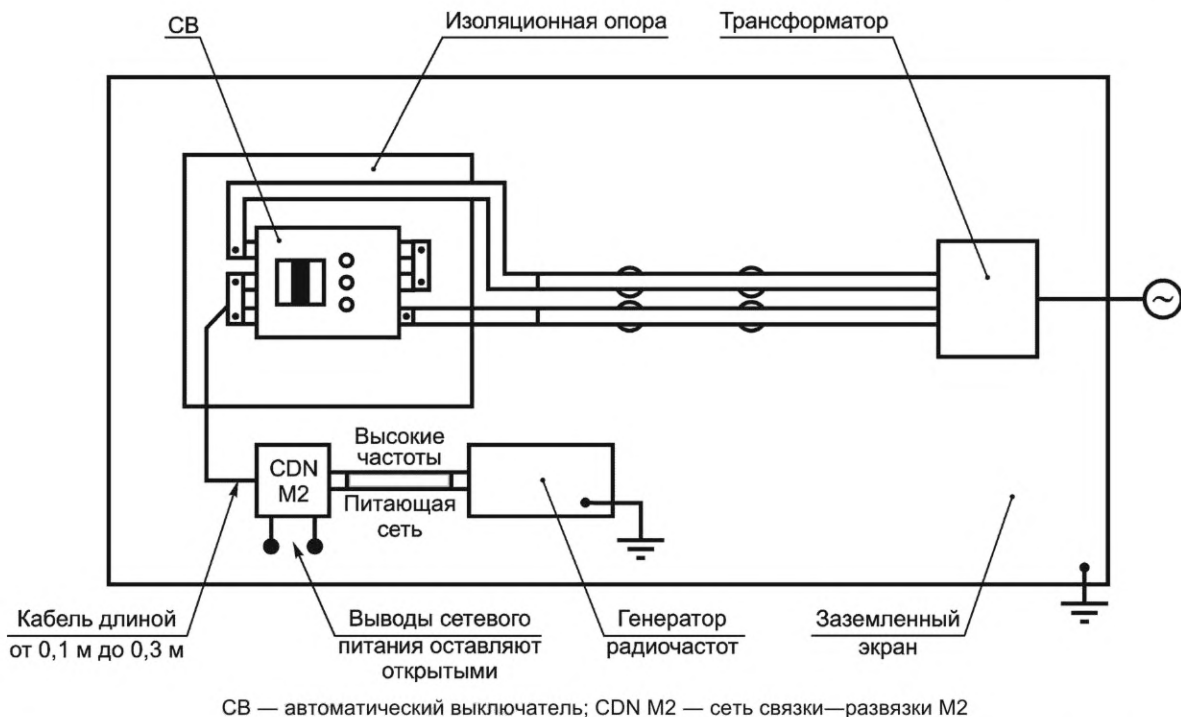 СВ
Изоляционная опора
Трансформатор
~
Высокие
частоты
CDN
M2
Питающая
сеть
Кабель длиной
от 0,1 м до 0,3 м
Выводы сетевого
питания оставляют
открытыми
Генератор
радиочастот
Заземленный
экран
СВ — автоматический выключатель; CDN M2 — сеть связки—развязки М2